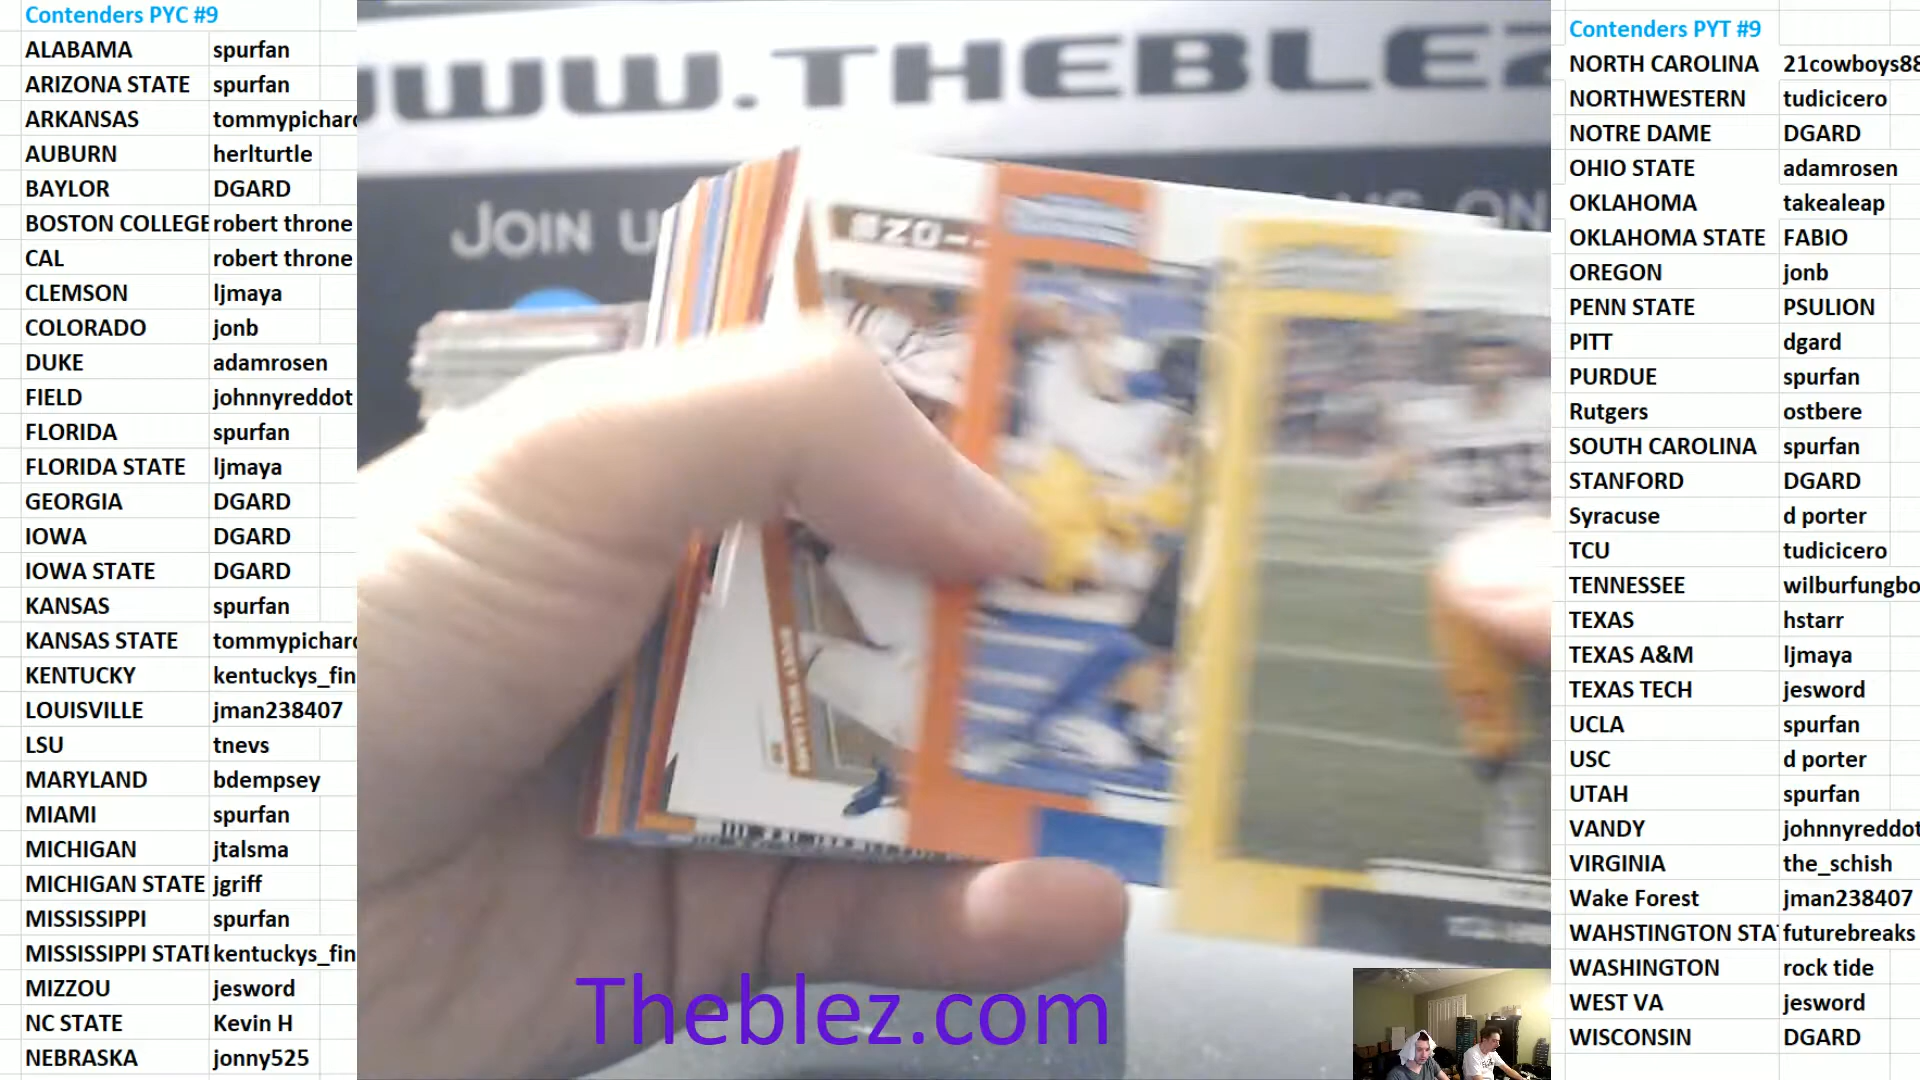 Contenders PYC #9
ALABAMA spurfan
ARIZONA STATE spurfan
ARKANSAS tommypichard
AUBURN herlturtle
BAYLOR DGARD
BOSTON COLLEGE robert throne
CAL robert throne
CLEMSON ljmaya
COLORADO jonb
DUKE adamrosen
FIELD johnnyreddot
FLORIDA spurfan
FLORIDA STATE ljmaya
GEORGIA DGARD
IOWA DGARD
IOWA STATE DGARD
KANSAS spurfan
KANSAS STATE tommypichard
KENTUCKY kentuckys_fin
LOUISVILLE jman238407
LSU tnevs
MARYLAND bdempsey
MIAMI spurfan
MICHIGAN jtalsma
MICHIGAN STATE jgriff
MISSISSIPPI spurfan
MISSISSIPPI STATE kentuckys_fin
MIZZOU jesword
NC STATE Kevin H
NEBRASKA jonny525
WWW.THEBLEZ
JOIN US ON
Theblez.com
Contenders PYT #9
NORTH CAROLINA 21cowboys88
NORTHWESTERN tudicicero
NOTRE DAME DGARD
OHIO STATE adamrosen
OKLAHOMA takealeap
OKLAHOMA STATE FABIO
OREGON jonb
PENN STATE PSULION
PITT dgard
PURDUE spurfan
Rutgers ostbere
SOUTH CAROLINA spurfan
STANFORD DGARD
Syracuse d porter
TCU tudicicero
TENNESSEE wilburfungbo
TEXAS hstarr
TEXAS A&M ljmaya
TEXAS TECH jesword
UCLA spurfan
USC d porter
UTAH spurfan
VANDY johnnyreddot
VIRGINIA the_schish
Wake Forest jman238407
WAHSTINGTON STA futurebreaks
WASHINGTON rock tide
WEST VA jesword
WISCONSIN DGARD